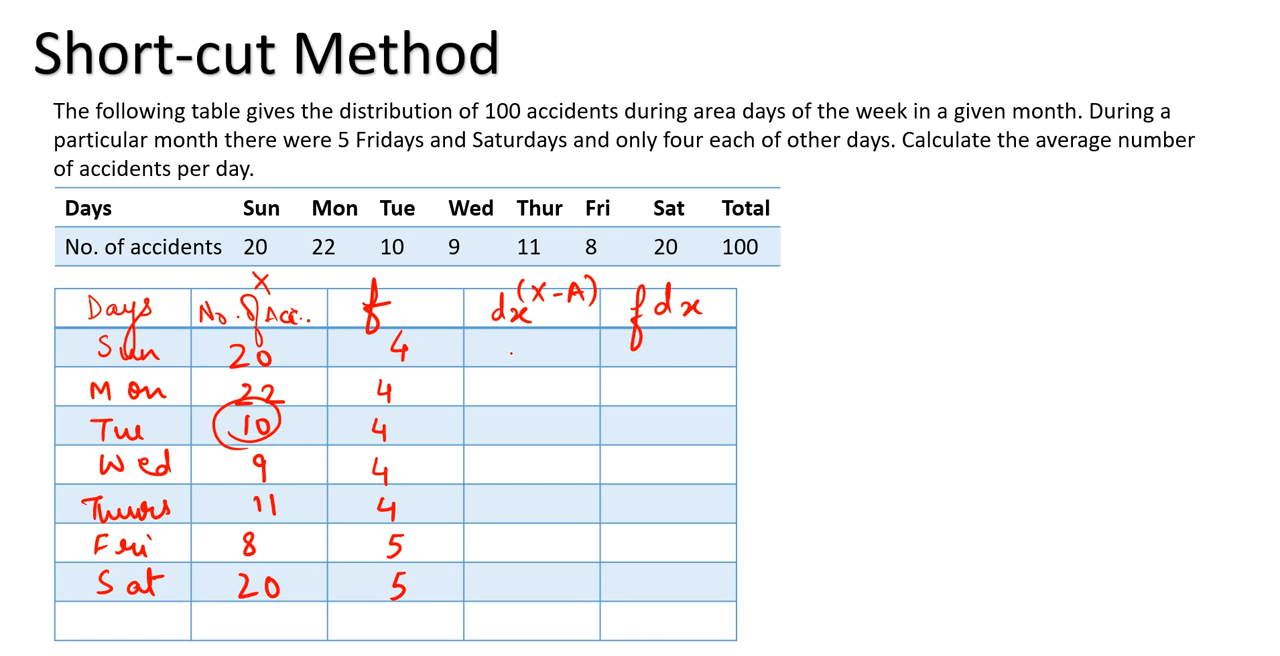 Short-cut Method
The following table gives the distribution of 100 accidents during area days of the week in a given month. During a
particular month there were 5 Fridays and Saturdays and only four each of other days. Calculate the average number
of accidents per day.
Days Sun Mon Tue Wed Thur Fri Sat Total
No. of accidents 20 22 10 9 11 8 20 100
X
Days No. of Acc.. f dx (X-A) f dx
Sun 20 4
Mon 22 4
Tue 10 4
Wed 9 4
Thurs 11 4
Fri 8 5
Sat 20 5